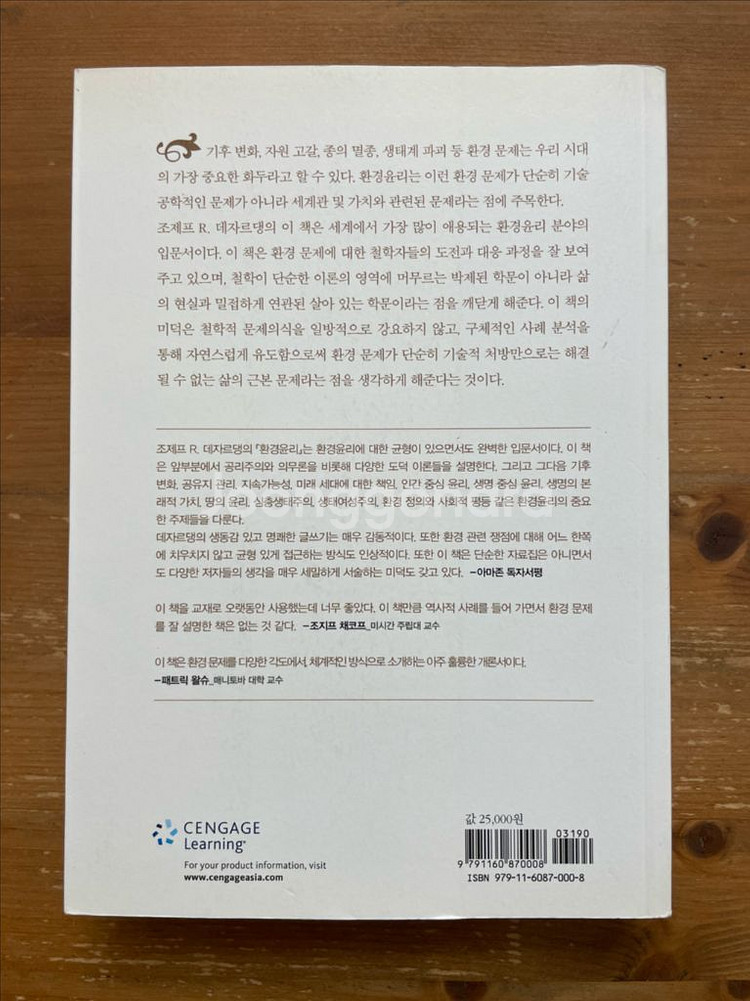 기후 변화, 자원 고갈, 종의 멸종, 생태계 파괴 등 환경 문제는 우리 시대
의 가장 중요한 화두라고 할 수 있다. 환경윤리는 이런 환경 문제가 단순히 기술
공학적인 문제가 아니라 세계관 및 가치와 관련된 문제라는 점에 주목한다.
조제프 R. 데자르댕의 이 책은 세계에서 가장 많이 애용되는 환경윤리 분야의
입문서이다. 이 책은 환경 문제에 대한 철학자들의 도전과 대응 과정을 잘 보여
주고 있으며, 철학이 단순한 이론의 영역에 머무르는 박제된 학문이 아니라 삶
의 현실과 밀접하게 연관된 살아 있는 학문이라는 점을 깨닫게 해준다. 이 책의
미덕은 철학적 문제의식을 일방적으로 강요하지 않고, 구체적인 사례 분석을
통해 자연스럽게 유도함으로써 환경 문제가 단순히 기술적 처방만으로는 해결
될 수 없는 삶의 근본 문제라는 점을 생각하게 해준다는 것이다.
조제프 R. 데자르댕의 『환경윤리』는 환경윤리에 대한 균형이 있으면서도 완벽한 입문서이다. 이 책
은 앞부분에서 공리주의와 의무론을 비롯해 다양한 도덕 이론들을 설명한다. 그리고 그다음 기후
변화, 공유지 관리, 지속가능성, 미래 세대에 대한 책임, 인간 중심 윤리, 생명 중심 윤리, 생명의 본
래적 가치, 땅의 윤리, 심층생태주의, 생태여성주의, 환경 정의와 사회적 평등 같은 환경윤리의 중요
한 주제들을 다룬다.
데자르댕의 생동감 있고 명쾌한 글쓰기는 매우 감동적이다. 또한 환경 관련 쟁점에 대해 어느 한쪽
에 치우치지 않고 균형 있게 접근하는 방식도 인상적이다. 또한 이 책은 단순한 자료집은 아니면서
도 다양한 저자들의 생각을 매우 세밀하게 서술하는 미덕도 갖고 있다. –아마존 독자서평
이 책을 교재로 오랫동안 사용했는데 너무 좋았다. 이 책만큼 역사적 사례를 들어 가면서 환경 문제
를 잘 설명한 책은 없는 것 같다. –조지프 채코프_미시간 주립대 교수
이 책은 환경 문제를 다양한 각도에서, 체계적인 방식으로 소개하는 아주 훌륭한 개론서이다.
–패트릭 왈슈_매니토바 대학 교수
CENGAGE
Learning™
For your product information, visit
www.cengageasia.com
값 25,000원
03190
9 791160 870008
ISBN 979-11-6087-000-8
joonggonara